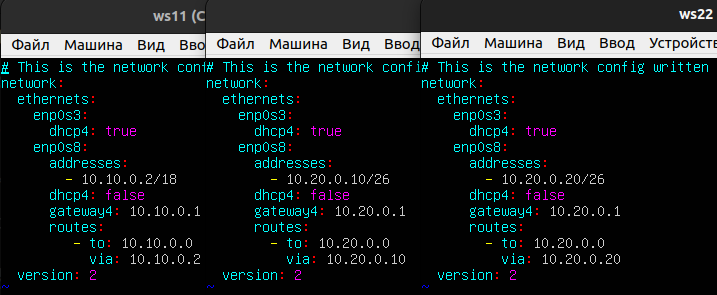 ws11 (С
Файл Машина Вид Вво
# This is the network conf
network:
  ethernets:
    enp0s3:
      dhcp4: true
    enp0s8:
      addresses:
        - 10.10.0.2/18
      dhcp4: false
      gateway4: 10.10.0.1
      routes:
        - to: 10.10.0.0
          via: 10.10.0.2
  version: 2
~
Файл Машина Вид Ввод
# This is the network confi
network:
  ethernets:
    enp0s3:
      dhcp4: true
    enp0s8:
      addresses:
        - 10.20.0.10/26
      dhcp4: false
      gateway4: 10.20.0.1
      routes:
        - to: 10.20.0.0
          via: 10.20.0.10
  version: 2
~
ws22
Файл Машина Вид Ввод Устройств
# This is the network config written
network:
  ethernets:
    enp0s3:
      dhcp4: true
    enp0s8:
      addresses:
        - 10.20.0.20/26
      dhcp4: false
      gateway4: 10.20.0.1
      routes:
        - to: 10.20.0.0
          via: 10.20.0.20
  version: 2
~